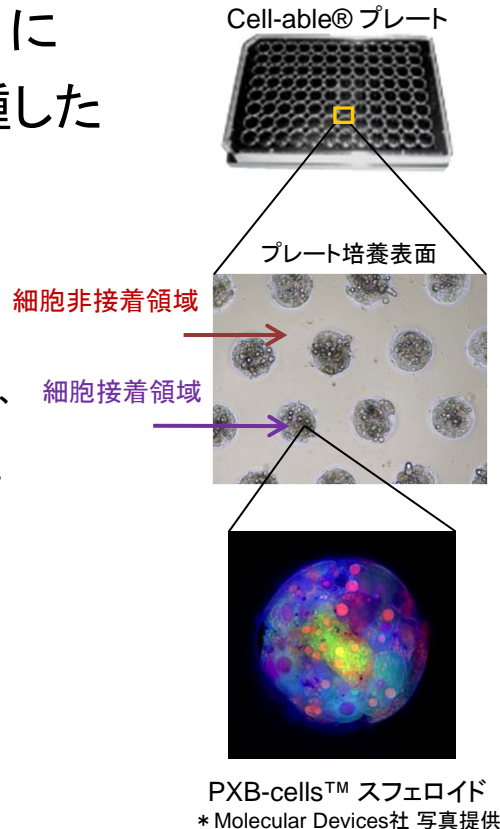 に
Cell-able® プレート
種した
プレート培養表面
細胞非接着領域
、
細胞接着領域
PXB-cells™ スフェロイド
＊Molecular Devices社 写真提供